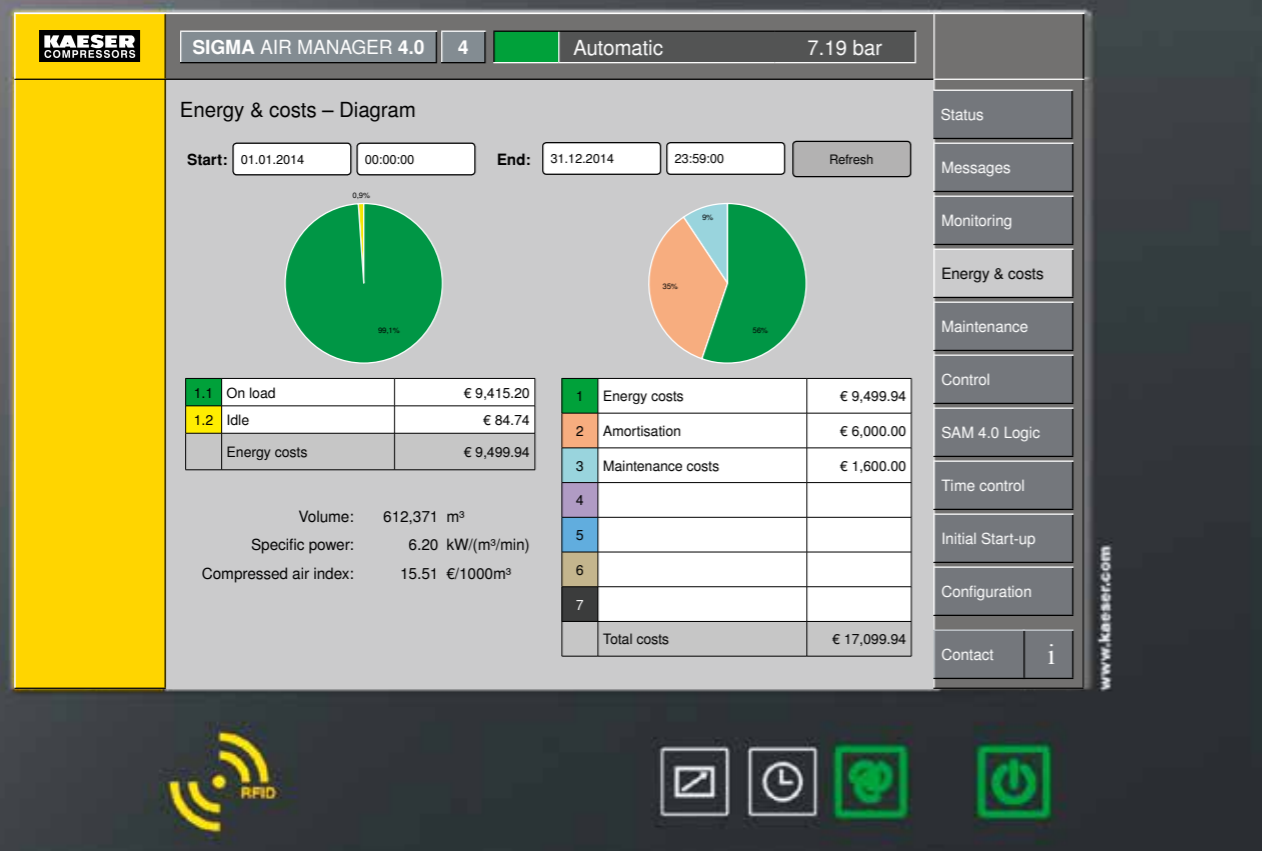 KAESER
COMPRESSORS
SIGMA AIR MANAGER 4.0 4 Automatic 7.19 bar
Energy & costs – Diagram
Start: 01.01.2014 00:00:00 End: 31.12.2014 23:59:00 Refresh
0,9%
99,1%
9%
35%
56%
1.1 On load € 9,415.20
1.2 Idle € 84.74
Energy costs € 9,499.94
Volume: 612,371 m³
Specific power: 6.20 kW/(m³/min)
Compressed air index: 15.51 €/1000m³
1 Energy costs € 9,499.94
2 Amortisation € 6,000.00
3 Maintenance costs € 1,600.00
4
5
6
7
Total costs € 17,099.94
Status
Messages
Monitoring
Energy & costs
Maintenance
Control
SAM 4.0 Logic
Time control
Initial Start-up
Configuration
Contact i
www.kaeser.com
RFID